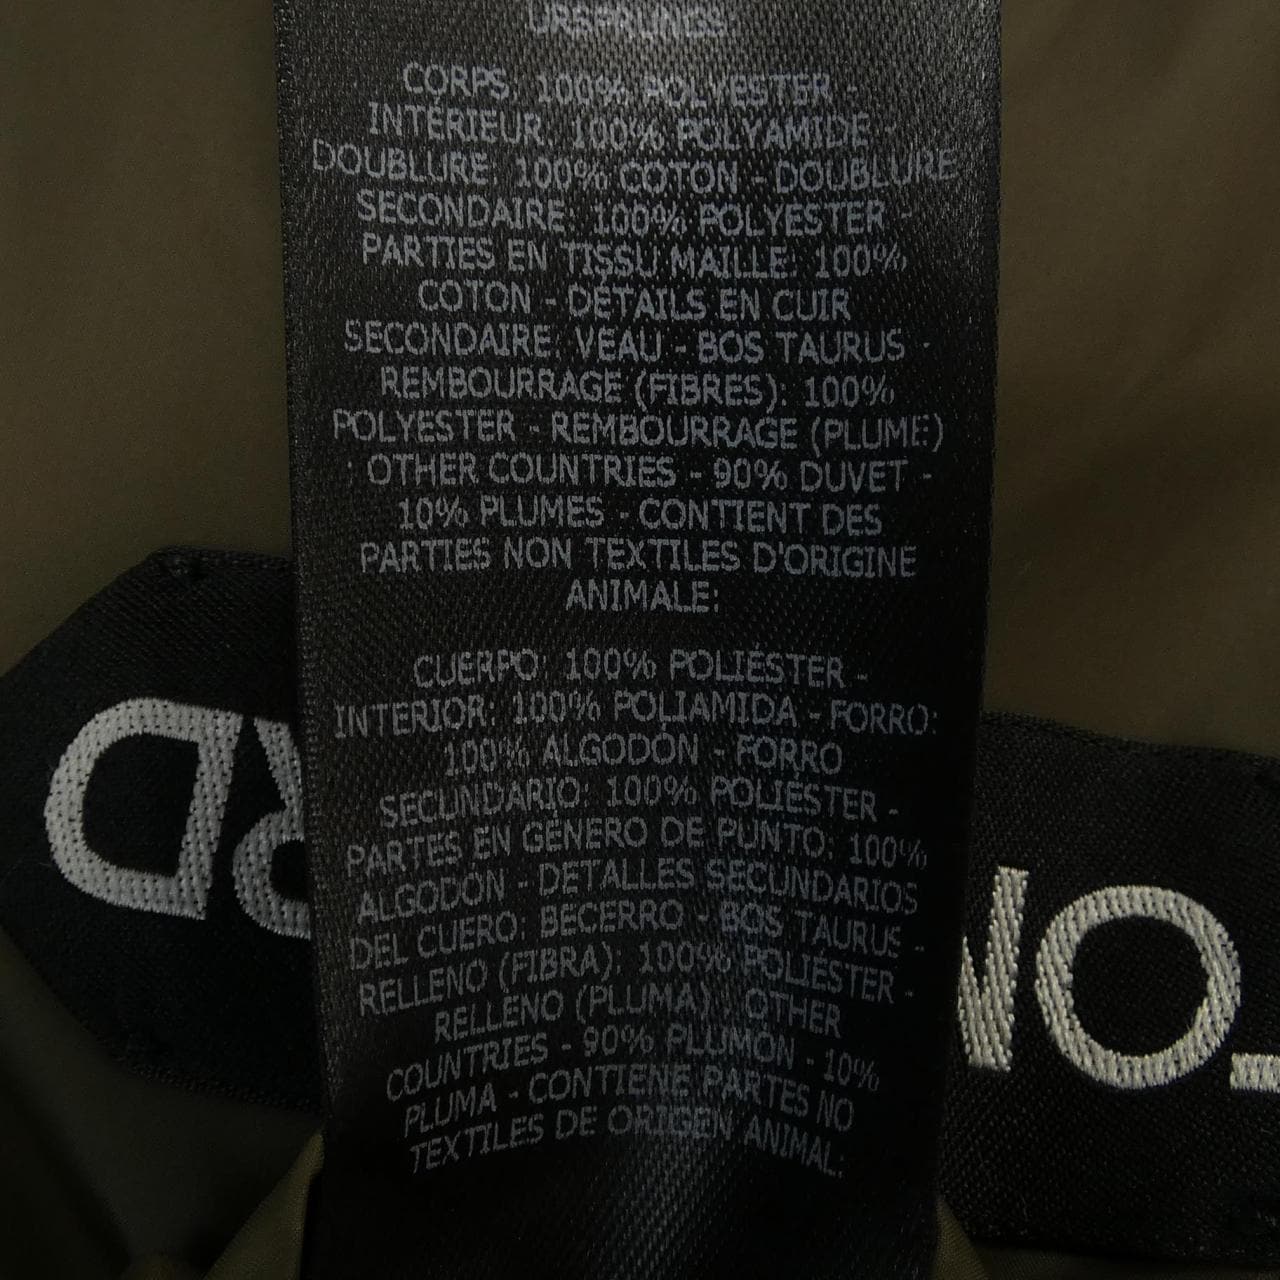 URSPRUNGS:
CORPS: 100% POLYESTER -
INTÉRIEUR: 100% POLYAMIDE -
DOUBLURE: 100% COTON - DOUBLURE
SECONDAIRE: 100% POLYESTER -
PARTIES EN TISSU MAILLE: 100%
COTON - DÉTAILS EN CUIR
SECONDAIRE: VEAU - BOS TAURUS -
REMBOURRAGE (FIBRES): 100%
POLYESTER - REMBOURRAGE (PLUME)
: OTHER COUNTRIES - 90% DUVET -
10% PLUMES - CONTIENT DES
PARTIES NON TEXTILES D'ORIGINE
ANIMALE:
CUERPO: 100% POLIÉSTER -
INTERIOR: 100% POLIAMIDA - FORRO:
100% ALGODÓN - FORRO
SECUNDARIO: 100% POLIÉSTER -
PARTES EN GÉNERO DE PUNTO: 100%
ALGODÓN - DETALLES SECUNDARIOS
DEL CUERO: BECERRO - BOS TAURUS -
RELLENO (FIBRA): 100% POLIÉSTER -
RELLENO (PLUMA) : OTHER
COUNTRIES - 90% PLUMÓN - 10%
PLUMA - CONTIENE PARTES NO
TEXTILES DE ORIGEN ANIMAL: